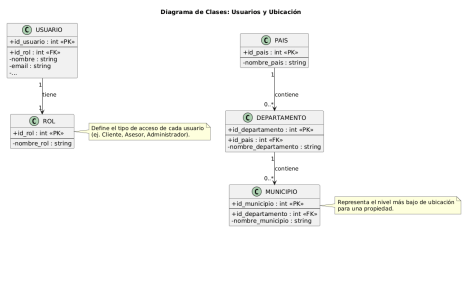 Diagrama de Clases: Usuarios y Ubicación
C USUARIO
+id_usuario : int «PK»
+id_rol : int «FK»
-nombre : string
-email : string
-...
1
tiene
1
C ROL
+id_rol : int «PK»
-nombre_rol : string
Define el tipo de acceso de cada usuario
(ej. Cliente, Asesor, Administrador).
C PAIS
+id_pais : int «PK»
-nombre_pais : string
1
contiene
0..*
C DEPARTAMENTO
+id_departamento : int «PK»
+id_pais : int «FK»
-nombre_departamento : string
1
contiene
0..*
C MUNICIPIO
+id_municipio : int «PK»
+id_departamento : int «FK»
-nombre_municipio : string
Representa el nivel más bajo de ubicación
para una propiedad.